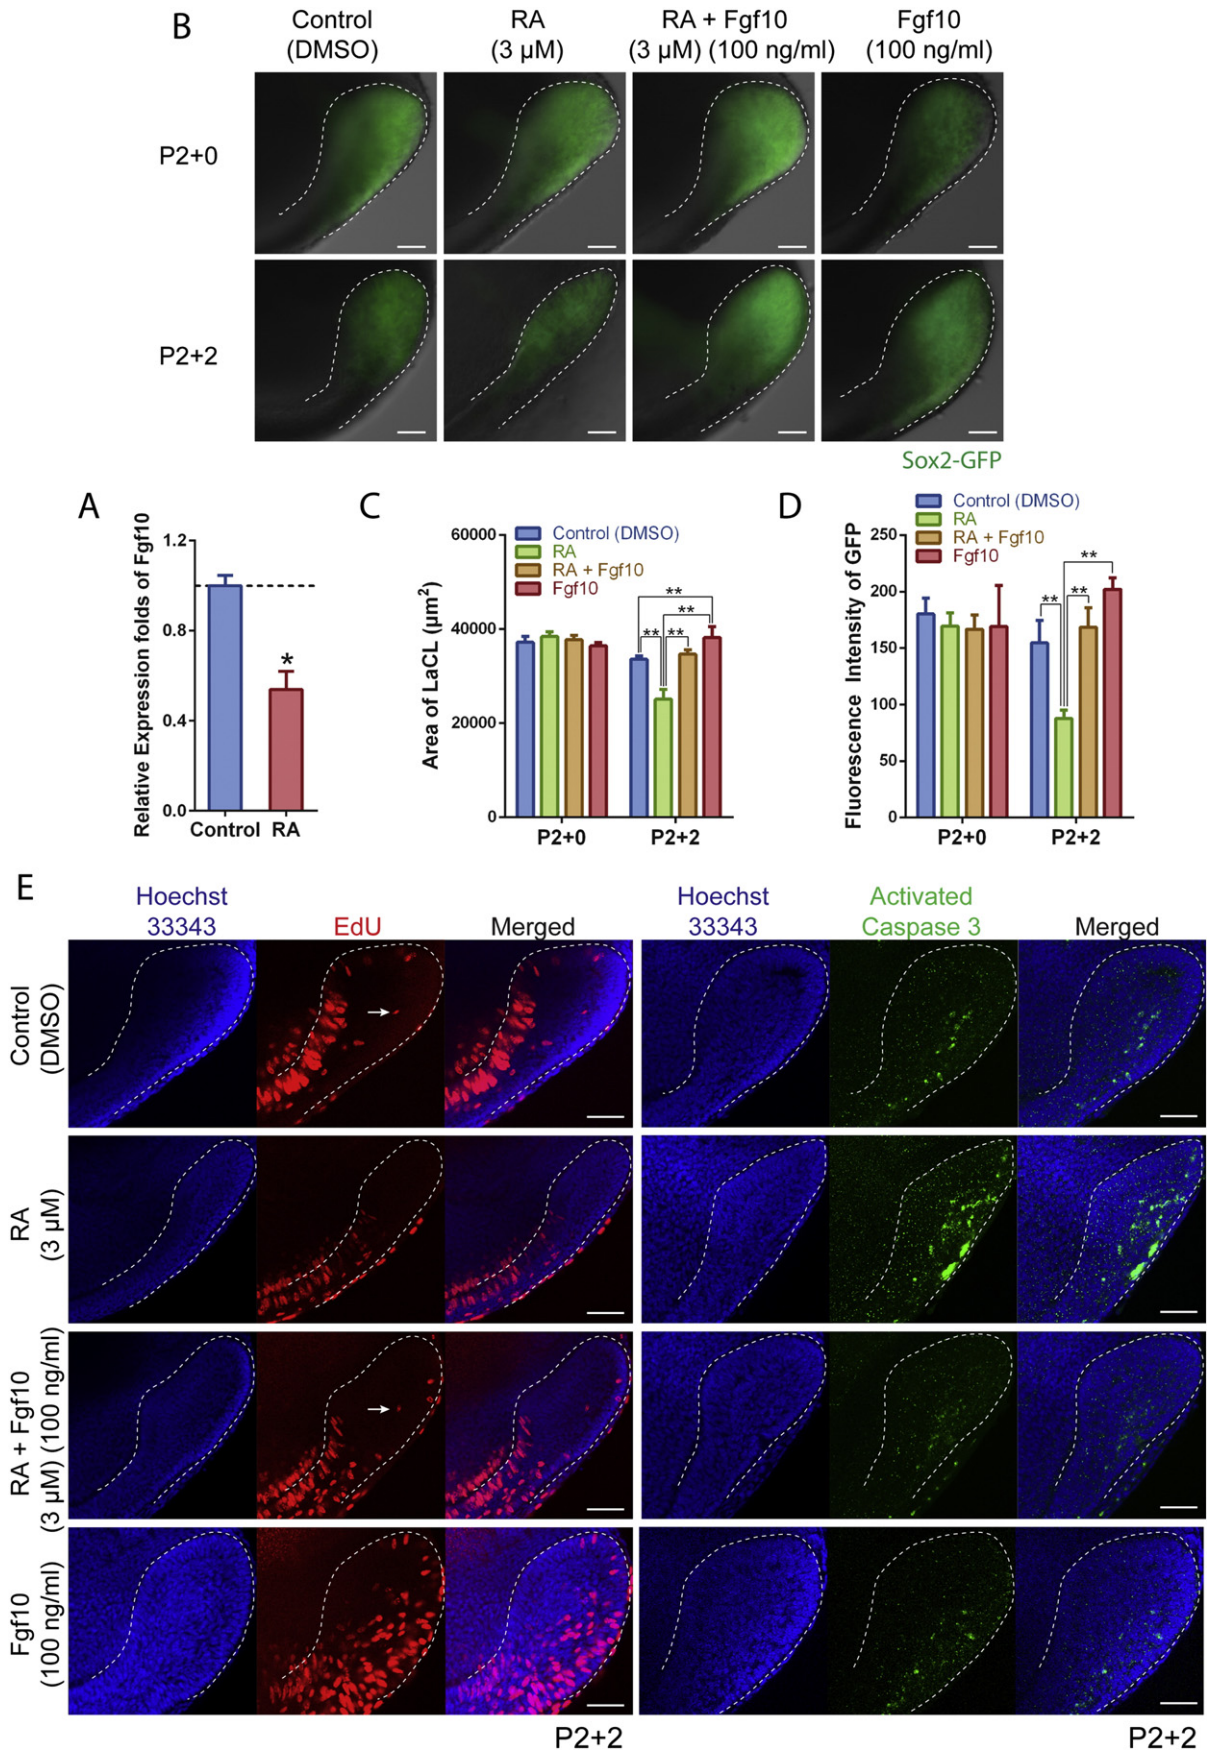 B
Control
(DMSO)
RA
(3 µM)
RA + Fgf10
(3 µM) (100 ng/ml)
Fgf10
(100 ng/ml)
P2+0
P2+2
Sox2-GFP
A
Relative Expression folds of Fgf10
1.2
0.8
0.4
0.0
*
Control
RA
C
Area of LaCL (µm²)
60000
40000
20000
0
Control (DMSO)
RA
RA + Fgf10
Fgf10
**
**
** **
P2+0
P2+2
D
Fluorescence Intensity of GFP
250
200
150
100
50
0
Control (DMSO)
RA
RA + Fgf10
Fgf10
**
** **
P2+0
P2+2
E
Hoechst
33343
EdU
Merged
Hoechst
33343
Activated
Caspase 3
Merged
Control
(DMSO)
RA
(3 µM)
RA + Fgf10
(3 µM) (100 ng/ml)
Fgf10
(100 ng/ml)
P2+2
P2+2